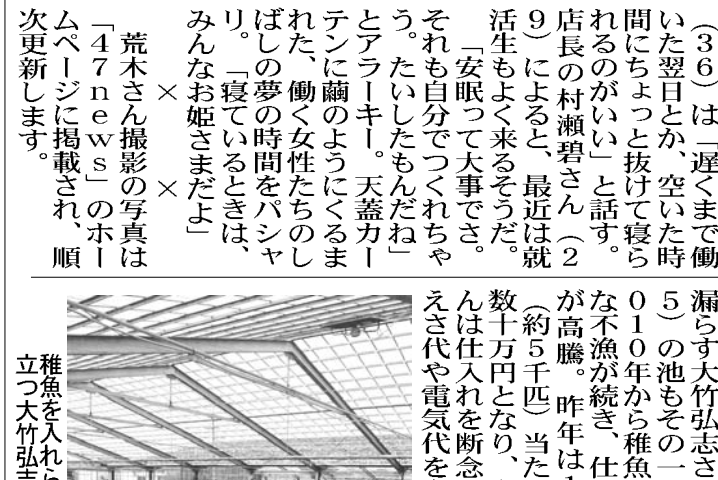 （３６）は「遅くまで働
いた翌日とか、空いた時
間にちょっと抜けて寝ら
れるのがいい」と話す。
店長の村瀬碧さん（２
９）によると、最近は就
活生もよく来るそうだ。
「安眠って大事でさ。
それも自分でつくれちゃ
う。たいしたもんだね」
とアラーキー。天蓋カー
テンに繭のようにくるま
れた、働く女性たちのし
ばしの夢の時間をパシャ
リ。「寝ているときは、
みんなお姫さまだよ」
×　　×
荒木さん撮影の写真は
「４７ｎｅｗｓ」のホー
ムページに掲載され、順
次更新します。
漏らす大竹弘志さ
５）の池もその一
０１０年から稚魚
な不漁が続き、仕
が高騰。昨年は１
（約５千匹）当た
数十万円となり、
んは仕入れを断念
えさ代や電気代を
稚魚を入れら
立つ大竹弘志